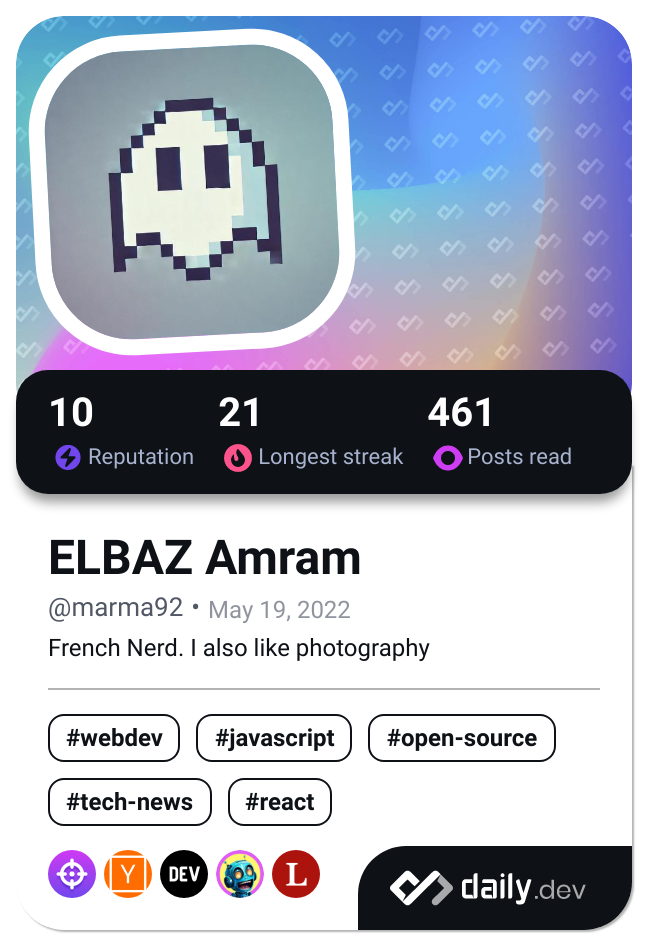 10 21 461
Reputation Longest streak Posts read
ELBAZ Amram
@marma92 • May 19, 2022
French Nerd. I also like photography
#webdev #javascript #open-source
#tech-news #react
Y DEV L
daily.dev